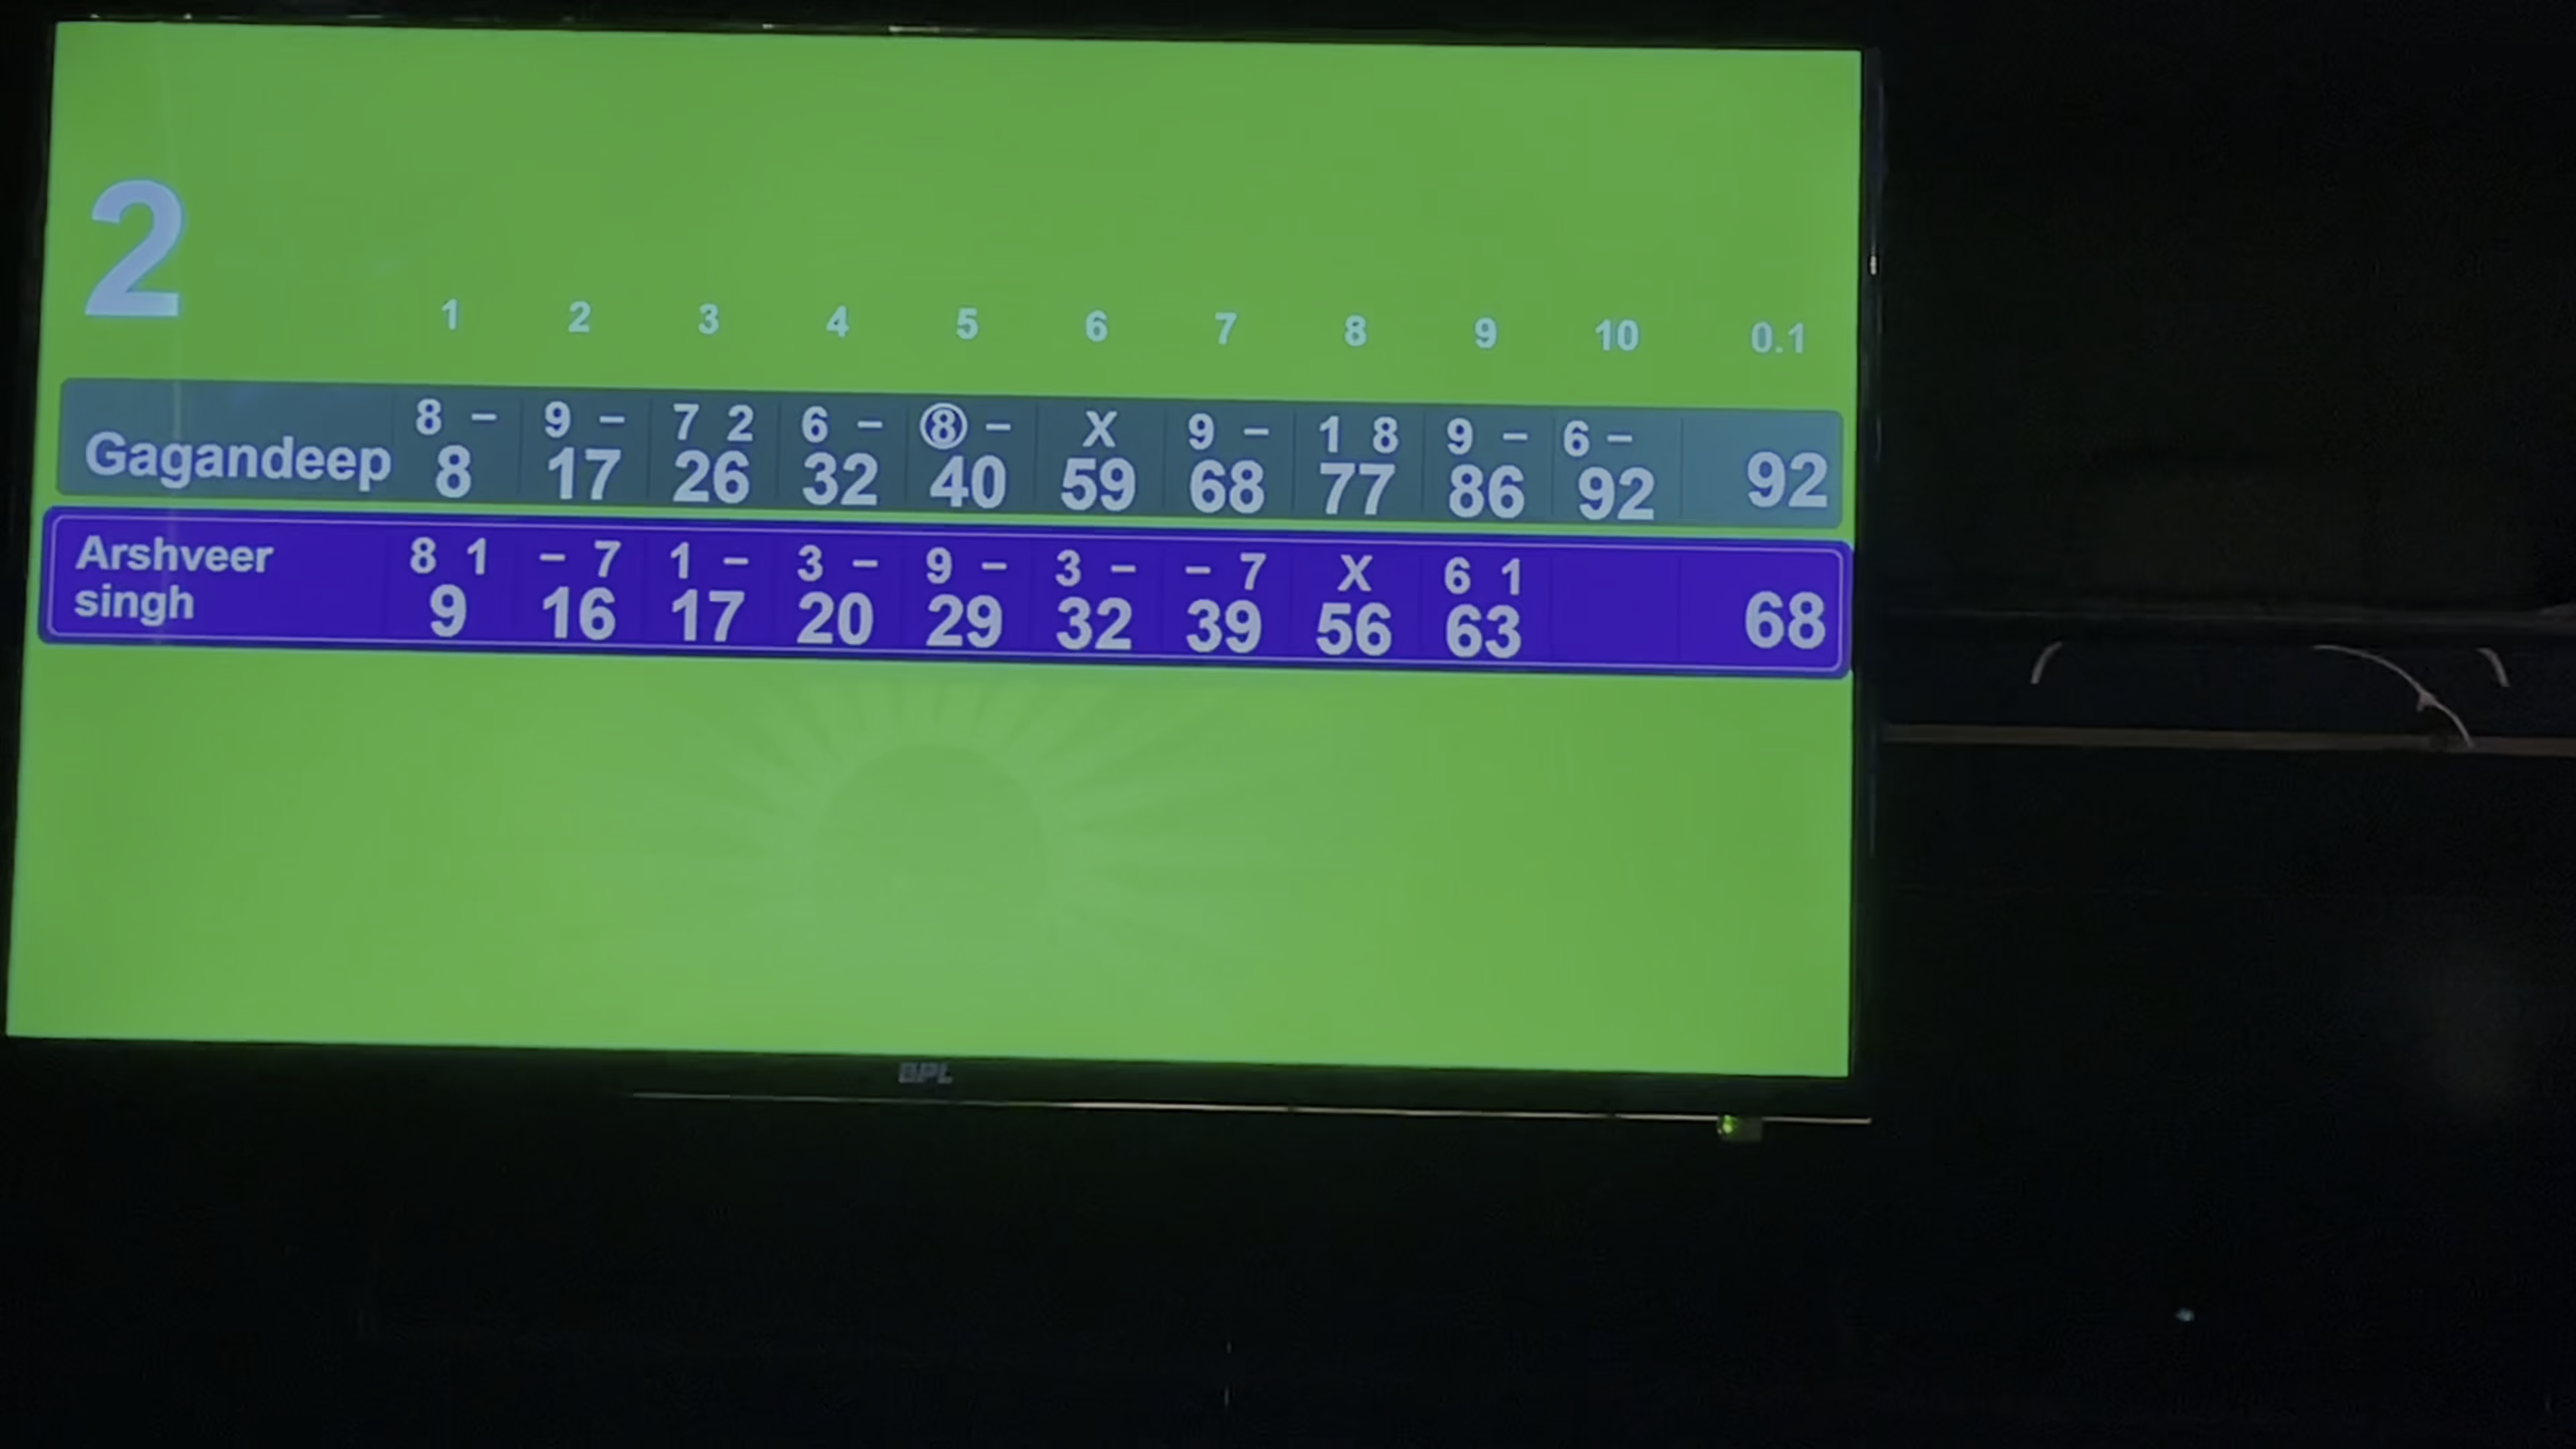 2
1 2 3 4 5 6 7 8 9 10 0.1
8 - 9 - 7 2 6 - 8 - X 9 - 1 8 9 - 6 -
Gagandeep 8 17 26 32 40 59 68 77 86 92 92
Arshveer 8 1 - 7 1 - 3 - 9 - 3 - - 7 X 6 1
singh 9 16 17 20 29 32 39 56 63 68
BPL